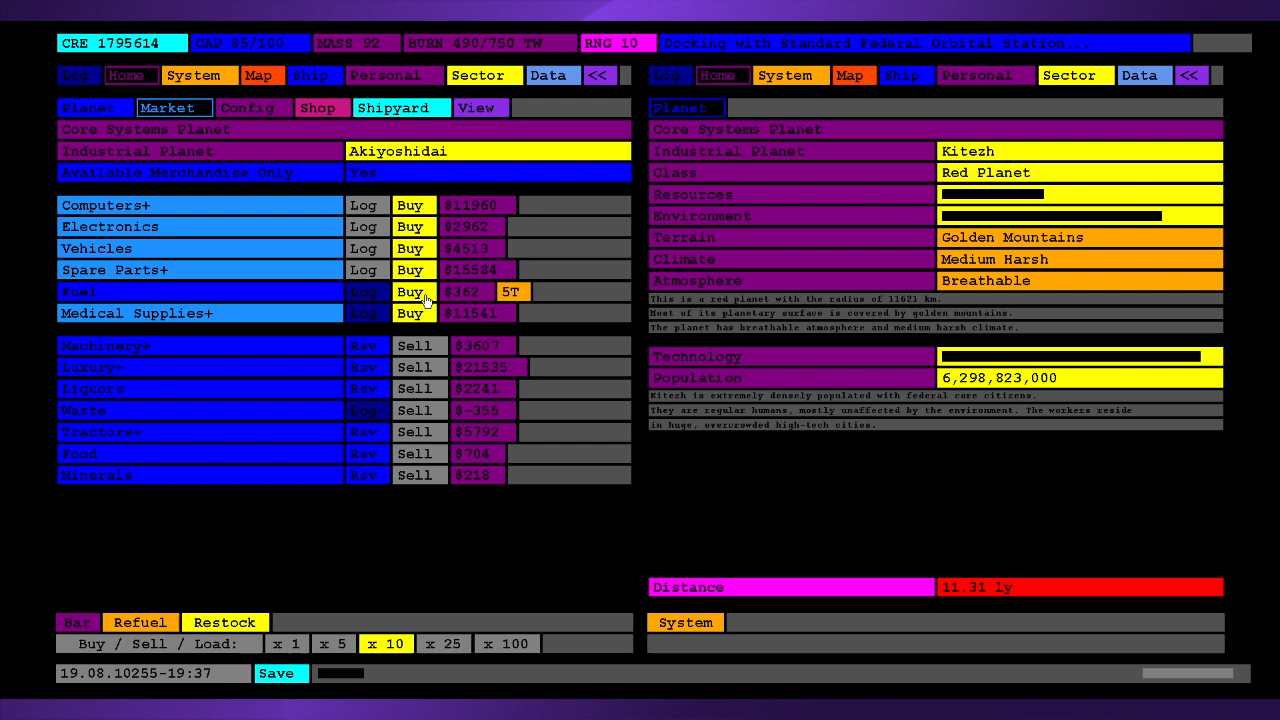 CRE 1795614 CAP 85/100 MASS 92 BURN 490/750 TW RNG 10 Docking with Standard Federal Orbital Station...
Log Home System Map Ship Personal Sector Data <<
Planet Market Config Shop Shipyard View
Core Systems Planet
Industrial Planet Akiyoshidai
Available Merchandise Only Yes
Computers+ Log Buy $11960
Electronics Log Buy $2962
Vehicles Log Buy $4513
Spare Parts+ Log Buy $15584
Fuel Log Buy $362 5T
Medical Supplies+ Log Buy $11541
Machinery+ Rsv Sell $3607
Luxury+ Rsv Sell $21535
Liquors Rsv Sell $2241
Waste Log Sell $-355
Tractors+ Rsv Sell $5792
Food Rsv Sell $704
Minerals Rsv Sell $218
Bar Refuel Restock
Buy / Sell / Load: x 1 x 5 x 10 x 25 x 100
Log Home System Map Ship Personal Sector Data <<
Planet
Core Systems Planet
Industrial Planet Kitezh
Class Red Planet
Resources
Environment
Terrain Golden Mountains
Climate Medium Harsh
Atmosphere Breathable
This is a red planet with the radius of 11621 km.
Most of its planetary surface is covered by golden mountains.
The planet has breathable atmosphere and medium harsh climate.
Technology
Population 6,298,823,000
Kitezh is extremely densely populated with federal core citizens.
They are regular humans, mostly unaffected by the environment. The workers reside
in huge, overcrowded high-tech cities.
Distance 11.31 ly
System
19.08.10255-19:37 Save